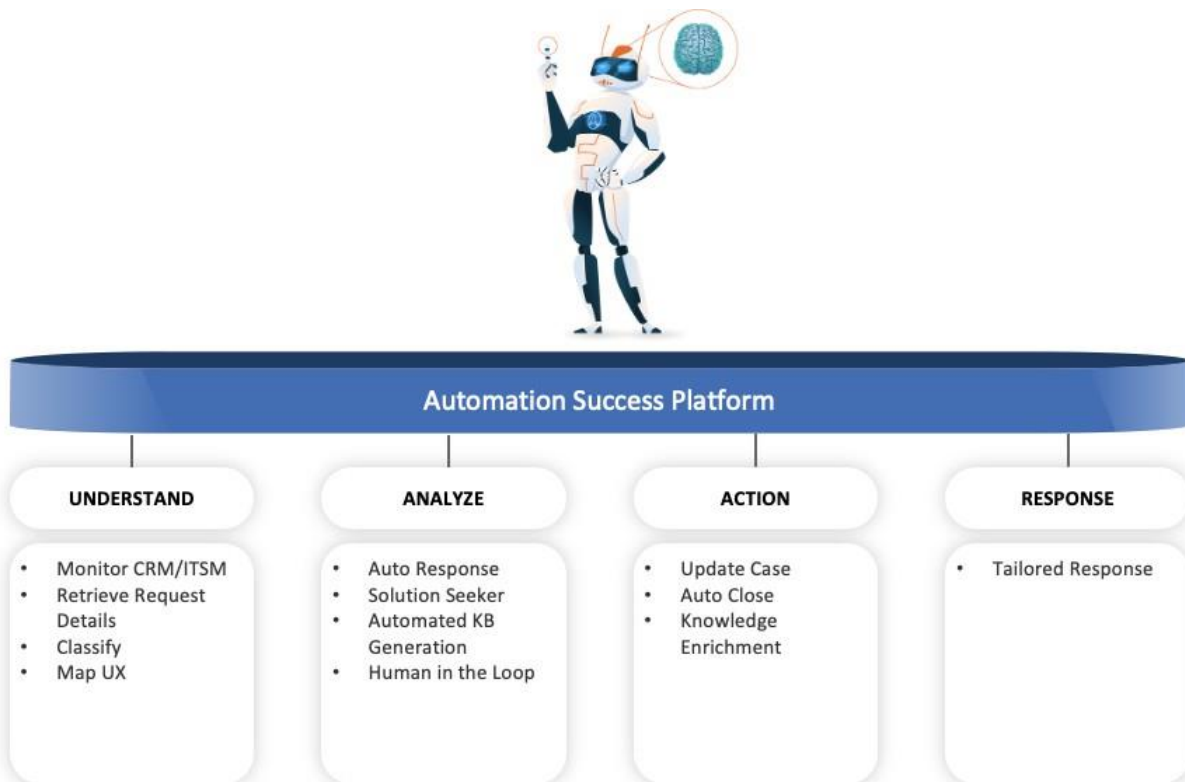 Automation Success Platform
UNDERSTAND
• Monitor CRM/ITSM
• Retrieve Request
Details
• Classify
• Map UX
ANALYZE
• Auto Response
• Solution Seeker
• Automated KB
Generation
• Human in the Loop
ACTION
• Update Case
• Auto Close
• Knowledge
Enrichment
RESPONSE
• Tailored Response